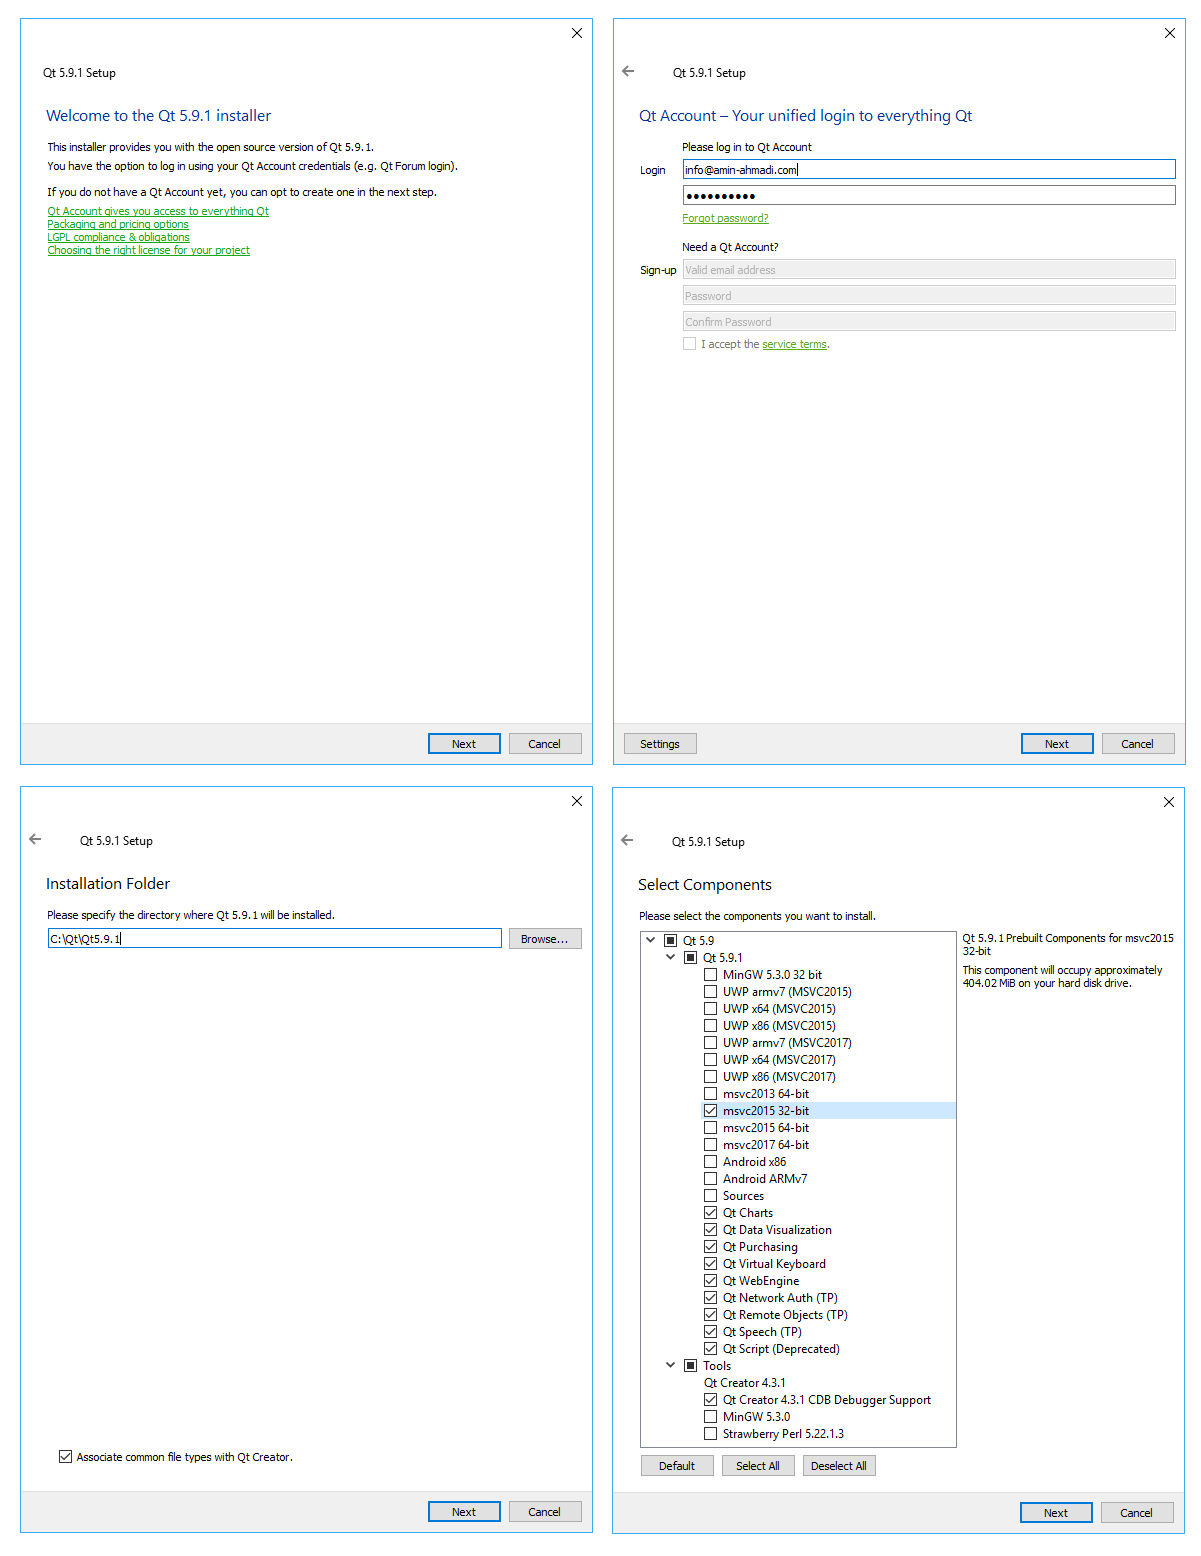 Qt 5.9.1 Setup
Welcome to the Qt 5.9.1 installer
This installer provides you with the open source version of Qt 5.9.1.
You have the option to log in using your Qt Account credentials (e.g. Qt Forum login).
If you do not have a Qt Account yet, you can opt to create one in the next step.
Qt Account gives you access to everything Qt
Packaging and pricing options
LGPL compliance & obligations
Choosing the right license for your project
Next
Cancel
Qt 5.9.1 Setup
Qt Account – Your unified login to everything Qt
Please log in to Qt Account
Login
info@amin-ahmadi.com
Forgot password?
Need a Qt Account?
Sign-up
Valid email address
Password
Confirm Password
I accept the service terms.
Settings
Next
Cancel
Qt 5.9.1 Setup
Installation Folder
Please specify the directory where Qt 5.9.1 will be installed.
C:\Qt\Qt5.9.1
Browse...
Associate common file types with Qt Creator.
Next
Cancel
Qt 5.9.1 Setup
Select Components
Please select the components you want to install.
Qt 5.9
Qt 5.9.1
MinGW 5.3.0 32 bit
UWP armv7 (MSVC2015)
UWP x64 (MSVC2015)
UWP x86 (MSVC2015)
UWP armv7 (MSVC2017)
UWP x64 (MSVC2017)
UWP x86 (MSVC2017)
msvc2013 64-bit
msvc2015 32-bit
msvc2015 64-bit
msvc2017 64-bit
Android x86
Android ARMv7
Sources
Qt Charts
Qt Data Visualization
Qt Purchasing
Qt Virtual Keyboard
Qt WebEngine
Qt Network Auth (TP)
Qt Remote Objects (TP)
Qt Speech (TP)
Qt Script (Deprecated)
Tools
Qt Creator 4.3.1
Qt Creator 4.3.1 CDB Debugger Support
MinGW 5.3.0
Strawberry Perl 5.22.1.3
Qt 5.9.1 Prebuilt Components for msvc2015
32-bit
This component will occupy approximately
404.02 MiB on your hard disk drive.
Default
Select All
Deselect All
Next
Cancel